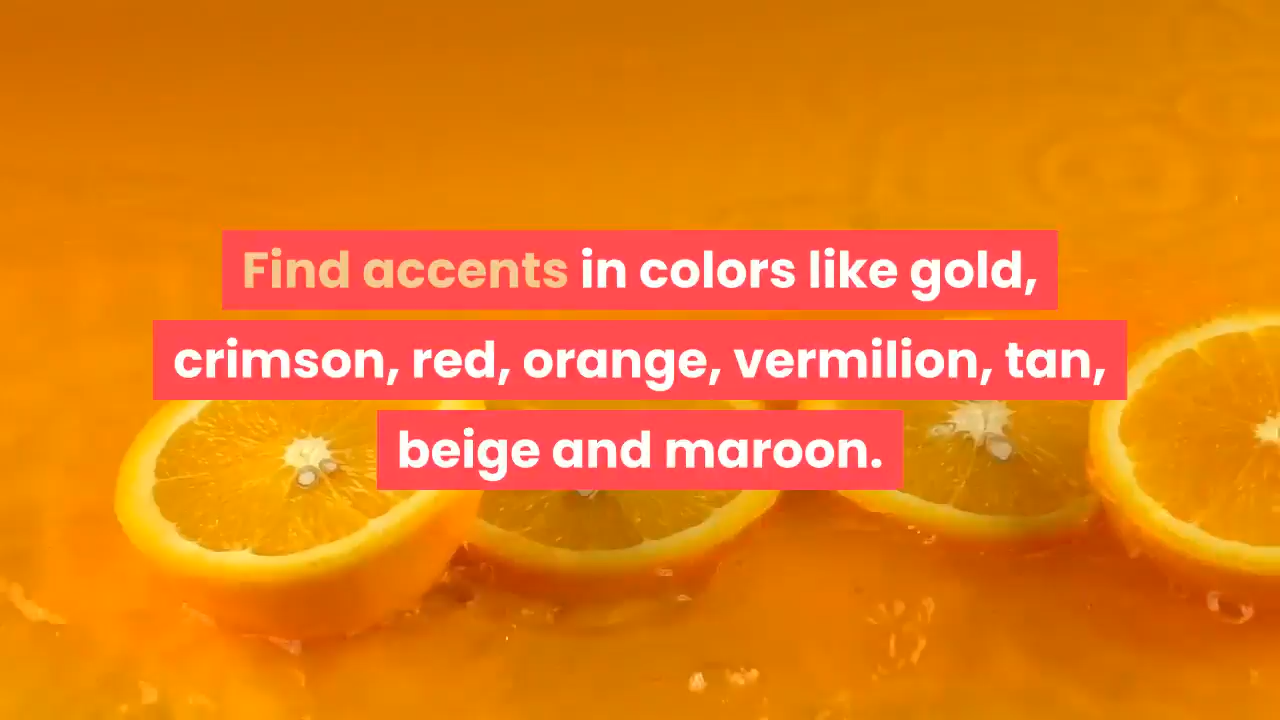 Find accents in colors like gold,
crimson, red, orange, vermilion, tan,
beige and maroon.